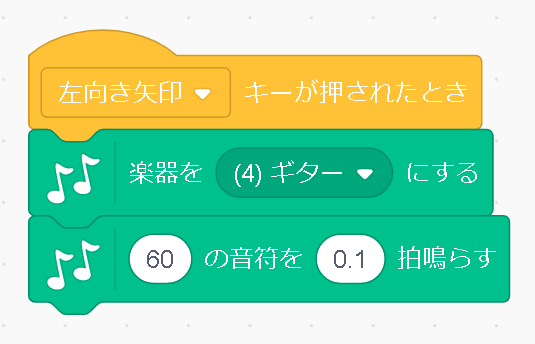 左向き矢印 キーが押されたとき
楽器を (4) ギター にする
60 の音符を 0.1 拍鳴らす